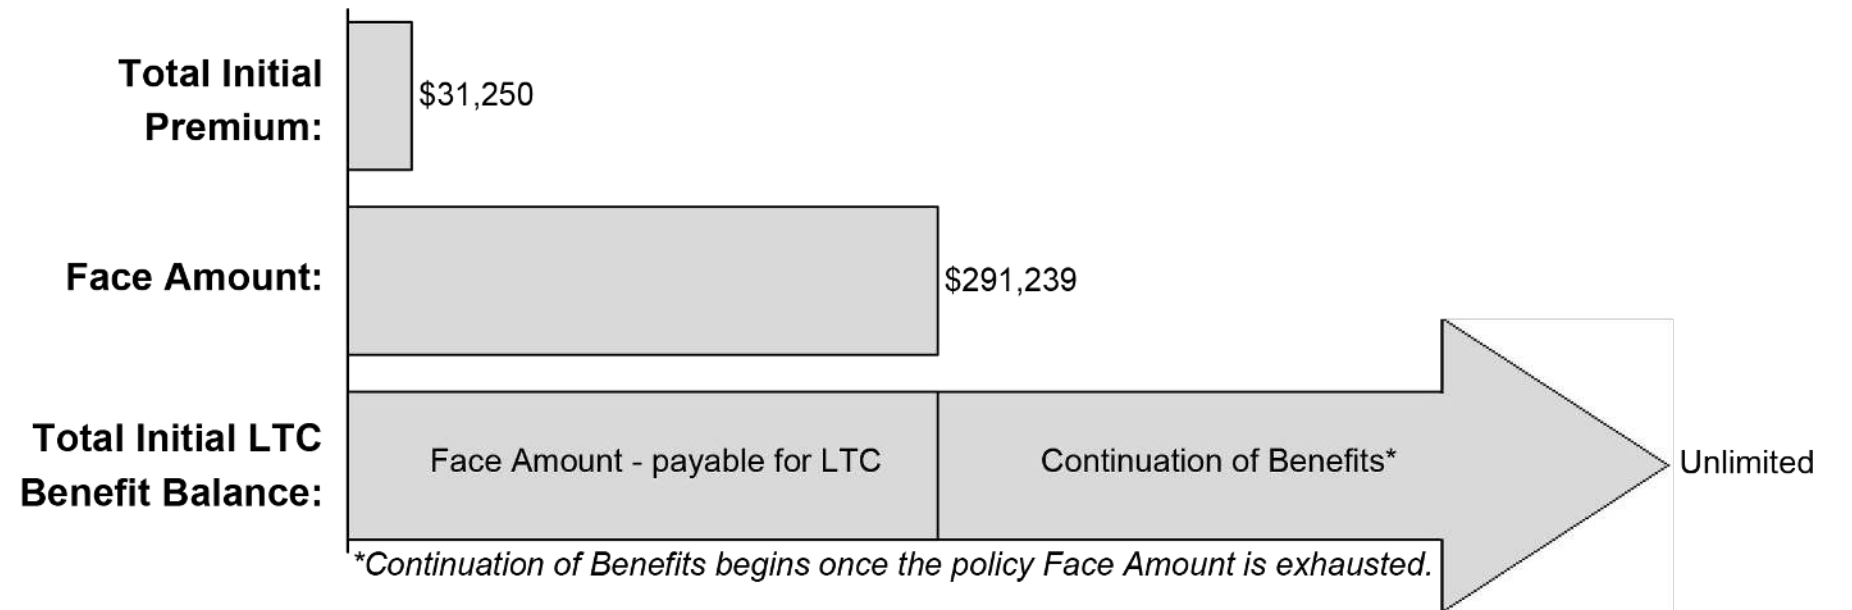 Total Initial
Premium:
$31,250
Face Amount:
$291,239
Total Initial LTC
Benefit Balance:
Face Amount - payable for LTC
Continuation of Benefits*
Unlimited
*Continuation of Benefits begins once the policy Face Amount is exhausted.